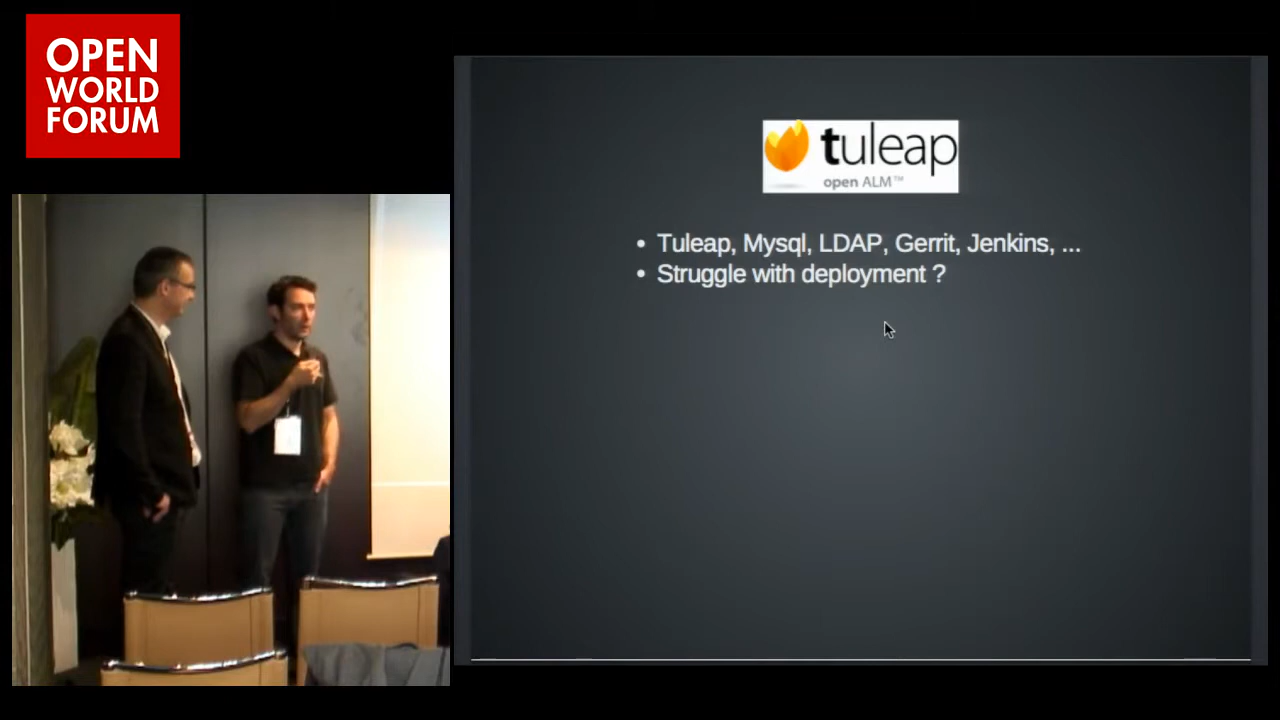 OPEN
WORLD
FORUM
tuleap
open ALM™
• Tuleap, Mysql, LDAP, Gerrit, Jenkins, ...
• Struggle with deployment ?